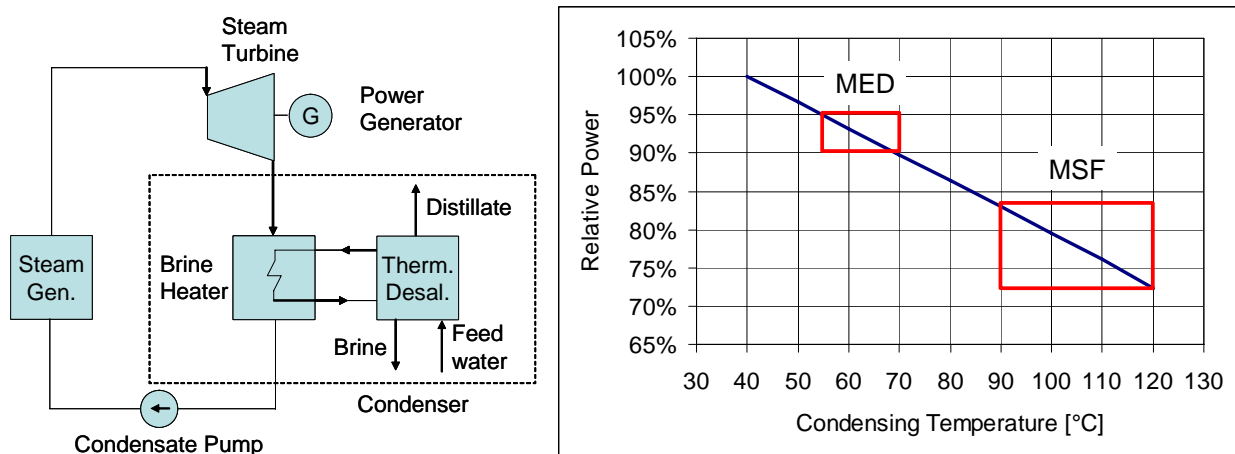 Steam
Turbine
G
Power
Generator
Distillate
Steam
Gen.
Brine
Heater
Therm.
Desal.
Brine
Feed
water
Condenser
Condensate Pump
105%
100%
95%
90%
85%
80%
75%
70%
65%
Relative Power
MED
MSF
30 40 50 60 70 80 90 100 110 120 130
Condensing Temperature [°C]